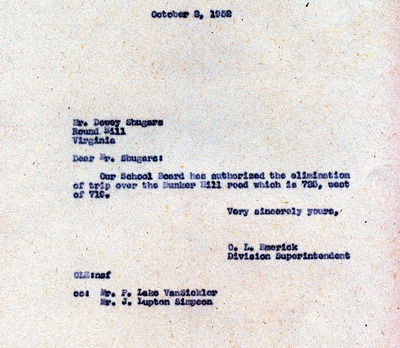 October 8, 1952
Mr. Dewey Shugars
Round Hill
Virginia
Dear Mr. Shugars:
Our School Board has authorized the elimination
of trip over the Bunker Hill road which is 725, west
of 719.
Very sincerely yours,
O. L. Emerick
Division Superintendent
OLE:nsf
cc: Mr. F. Lake VanSickler
Mr. J. Lupton Simpson